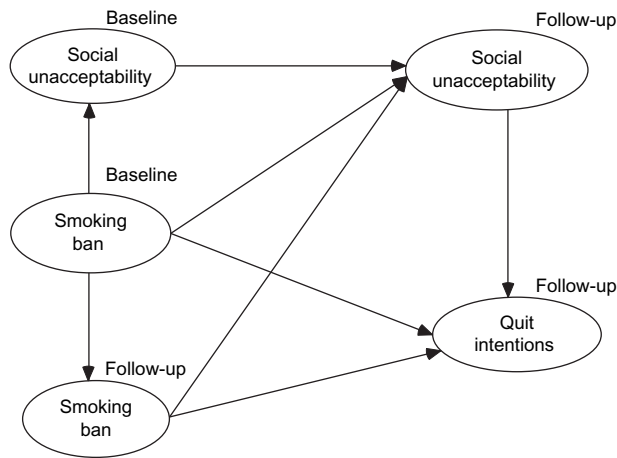 Baseline
Social
unacceptability
Follow-up
Social
unacceptability
Baseline
Smoking
ban
Follow-up
Quit
intentions
Follow-up
Smoking
ban